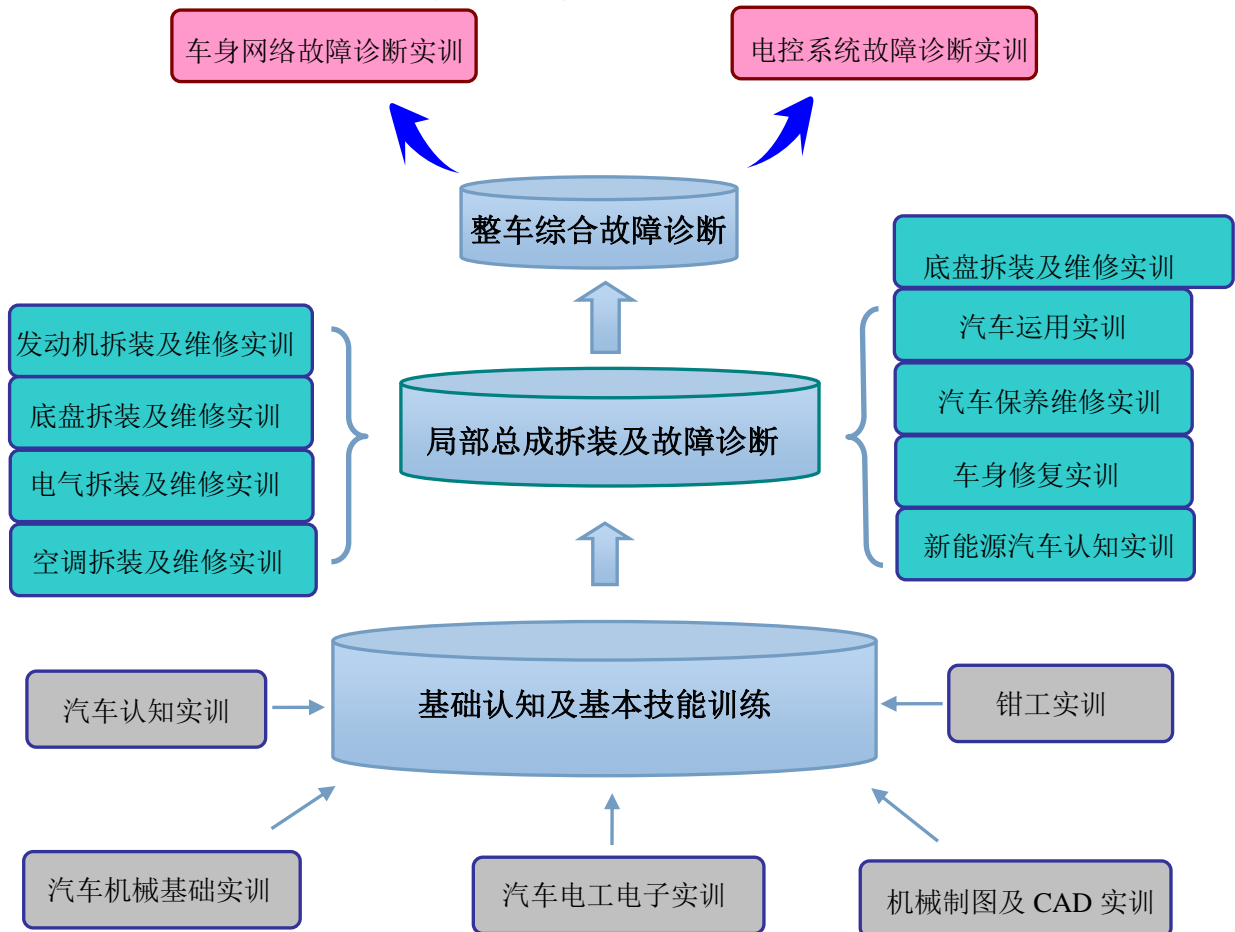 车身网络故障诊断实训
电控系统故障诊断实训
整车综合故障诊断
底盘拆装及维修实训
发动机拆装及维修实训
汽车运用实训
底盘拆装及维修实训
汽车保养维修实训
局部总成拆装及故障诊断
电气拆装及维修实训
车身修复实训
空调拆装及维修实训
新能源汽车认知实训
汽车认知实训
基础认知及基本技能训练
钳工实训
汽车机械基础实训
汽车电工电子实训
机械制图及 CAD 实训